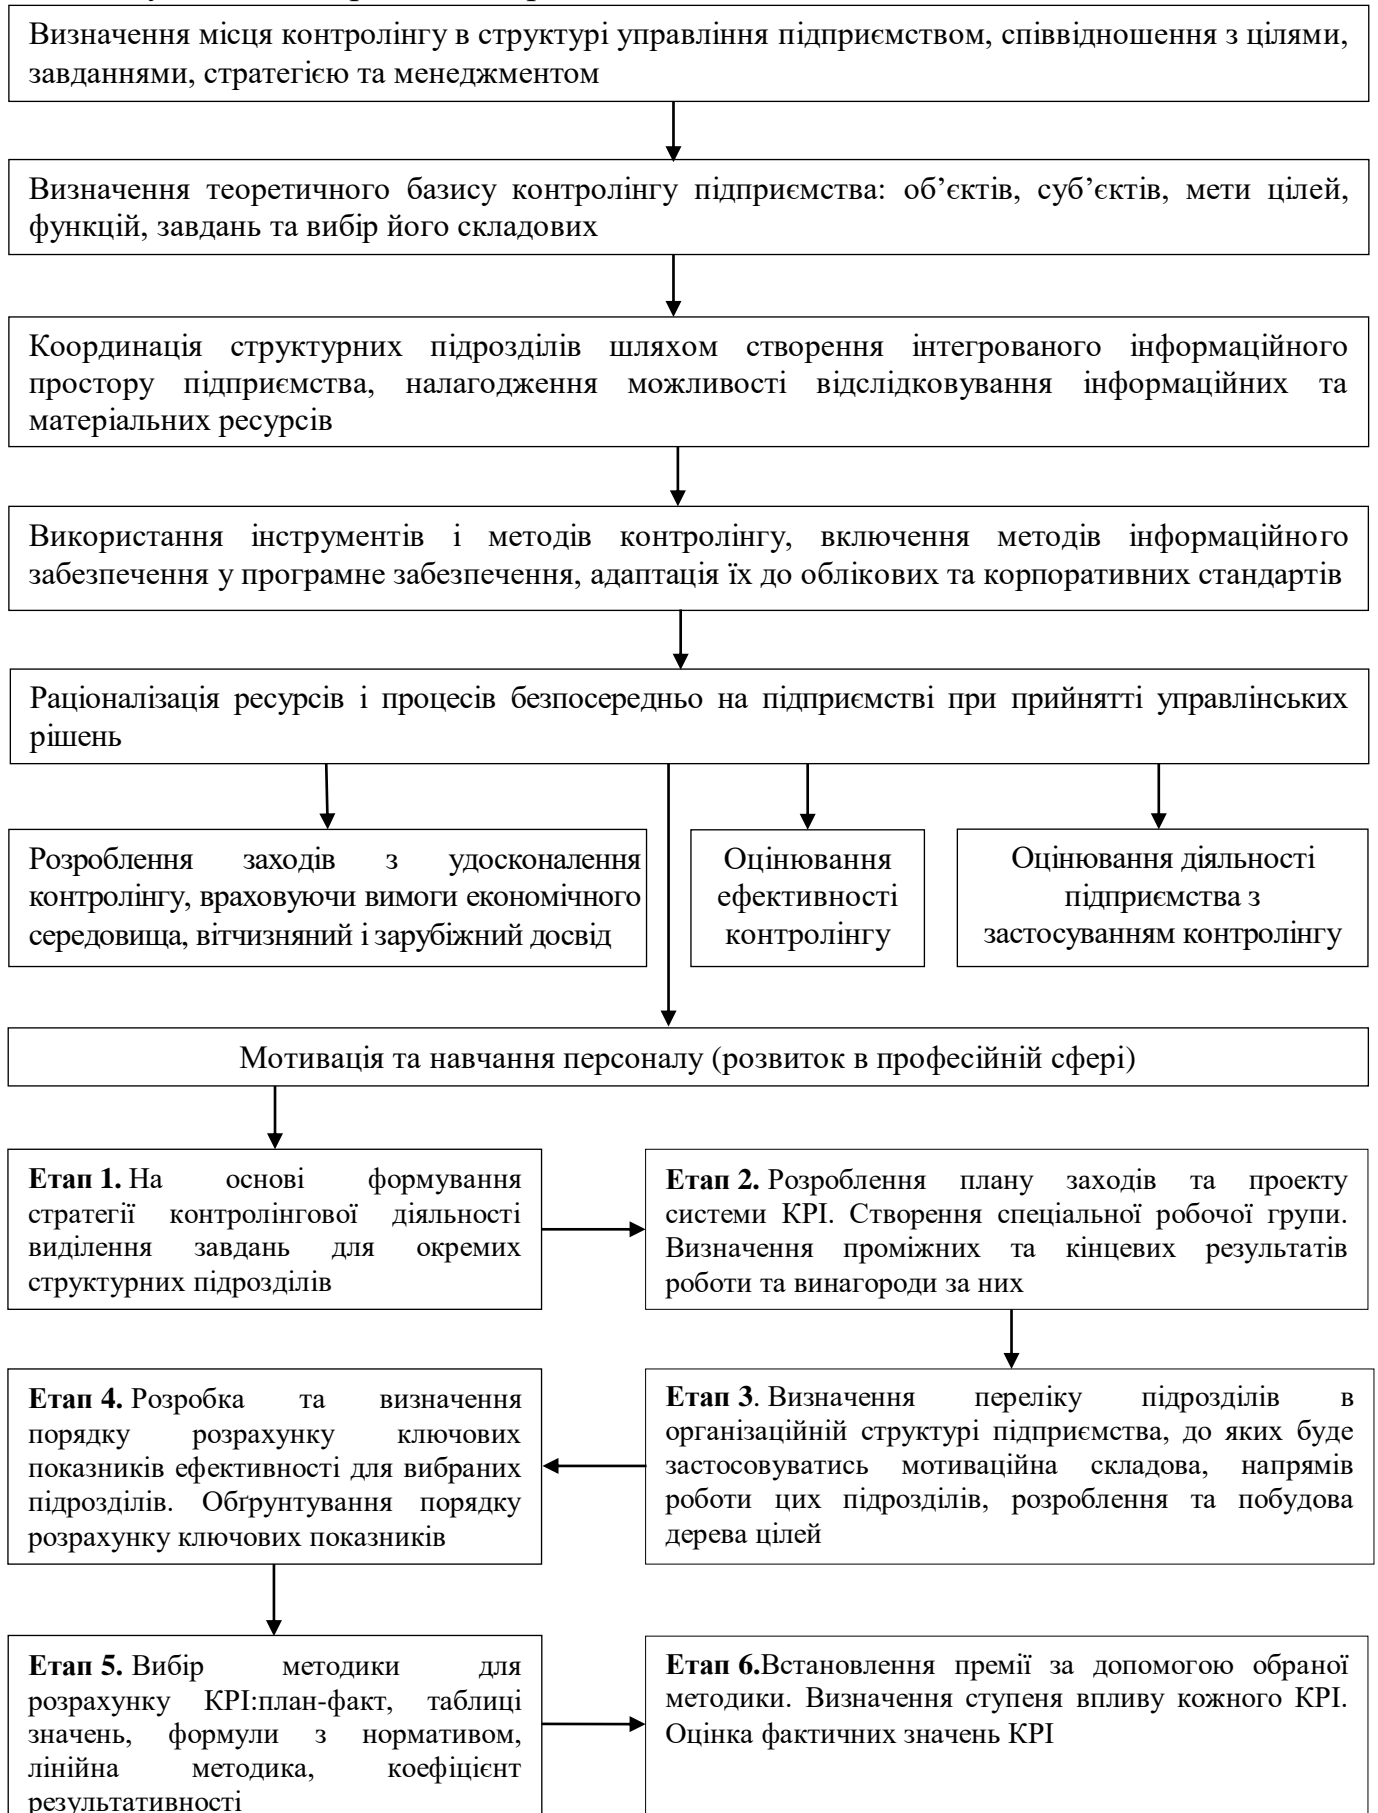 Визначення місця контролінгу в структурі управління підприємством, співвідношення з цілями,
завданнями, стратегією та менеджментом
Визначення теоретичного базису контролінгу підприємства: об’єктів, суб’єктів, мети цілей,
функцій, завдань та вибір його складових
Координація структурних підрозділів шляхом створення інтегрованого інформаційного
простору підприємства, налагодження можливості відслідковування інформаційних та
матеріальних ресурсів
Використання інструментів і методів контролінгу, включення методів інформаційного
забезпечення у програмне забезпечення, адаптація їх до облікових та корпоративних стандартів
Раціоналізація ресурсів і процесів безпосередньо на підприємстві при прийнятті управлінських
рішень
Розроблення заходів з удосконалення
контролінгу, враховуючи вимоги економічного
середовища, вітчизняний і зарубіжний досвід
Оцінювання
ефективності
контролінгу
Оцінювання діяльності
підприємства з
застосуванням контролінгу
Мотивація та навчання персоналу (розвиток в професійній сфері)
Етап 1. На основі формування
стратегії контролінгової діяльності
виділення завдань для окремих
структурних підрозділів
Етап 2. Розроблення плану заходів та проекту
системи КРІ. Створення спеціальної робочої групи.
Визначення проміжних та кінцевих результатів
роботи та винагороди за них
Етап 4. Розробка та визначення
порядку розрахунку ключових
показників ефективності для вибраних
підрозділів. Обґрунтування порядку
розрахунку ключових показників
Етап 3. Визначення переліку підрозділів в
організаційній структурі підприємства, до яких буде
застосовуватись мотиваційна складова, напрямів
роботи цих підрозділів, розроблення та побудова
дерева цілей
Етап 5. Вибір методики для
розрахунку КРІ:план-факт, таблиці
значень, формули з нормативом,
лінійна методика, коефіцієнт
результативності
Етап 6.Встановлення премії за допомогою обраної
методики. Визначення ступеня впливу кожного КРІ.
Оцінка фактичних значень КРІ